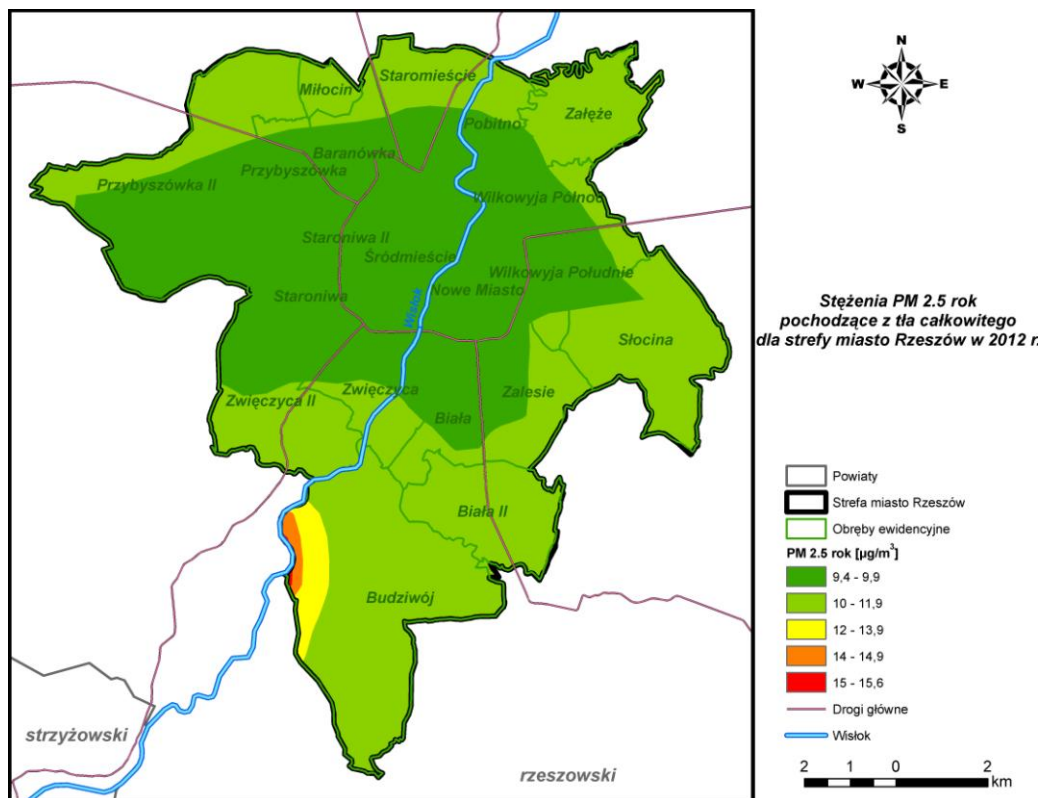 Miłocin
Staromieście
Pobitno
Załęże
Baranówka
Przybyszówka
Przybyszówka II
Wilkowyja Północ
Staroniwa II
Śródmieście
Wilkowyja Południe
Staroniwa
Nowe Miasto
Wisłok
Słocina
Zwięczyca
Zwięczyca II
Zalesie
Biała
Biała II
Budziwój
strzyżowski
rzeszowski
N
W E
S
Stężenia PM 2.5 rok
pochodzące z tła całkowitego
dla strefy miasto Rzeszów w 2012 r.
Powiaty
Strefa miasto Rzeszów
Obręby ewidencyjne
PM 2.5 rok [µg/m³]
9,4 - 9,9
10 - 11,9
12 - 13,9
14 - 14,9
15 - 15,6
Drogi główne
Wisłok
2 1 0 2
km